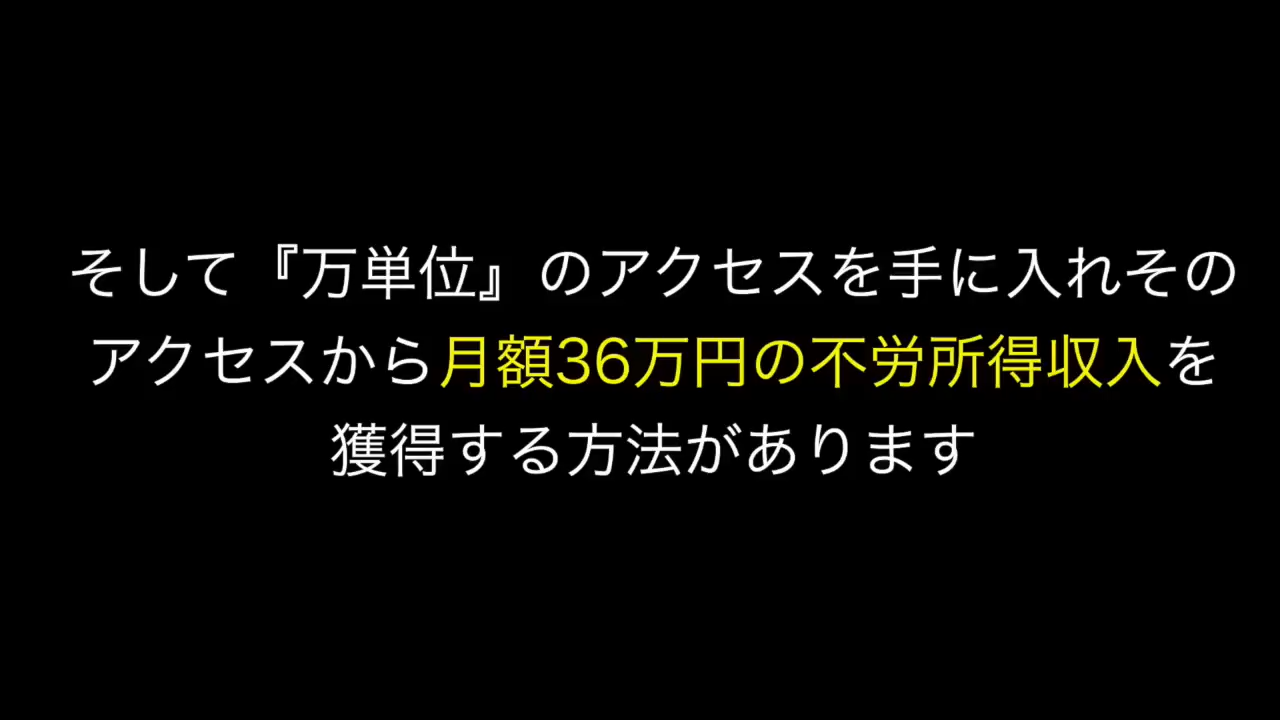 そして『万単位』のアクセスを手に入れその
アクセスから月額36万円の不労所得収入を
獲得する方法があります